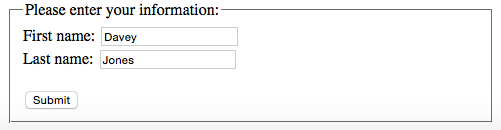 Please enter your information:
First name: Davey
Last name: Jones
Submit